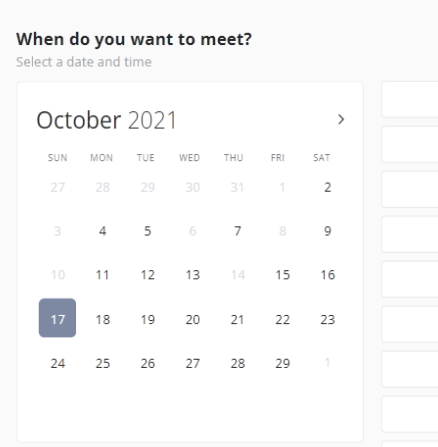 When do you want to meet?
Select a date and time
October 2021
SUN MON TUE WED THU FRI SAT
27 28 29 30 31 1 2
3 4 5 6 7 8 9
10 11 12 13 14 15 16
17 18 19 20 21 22 23
24 25 26 27 28 29 1